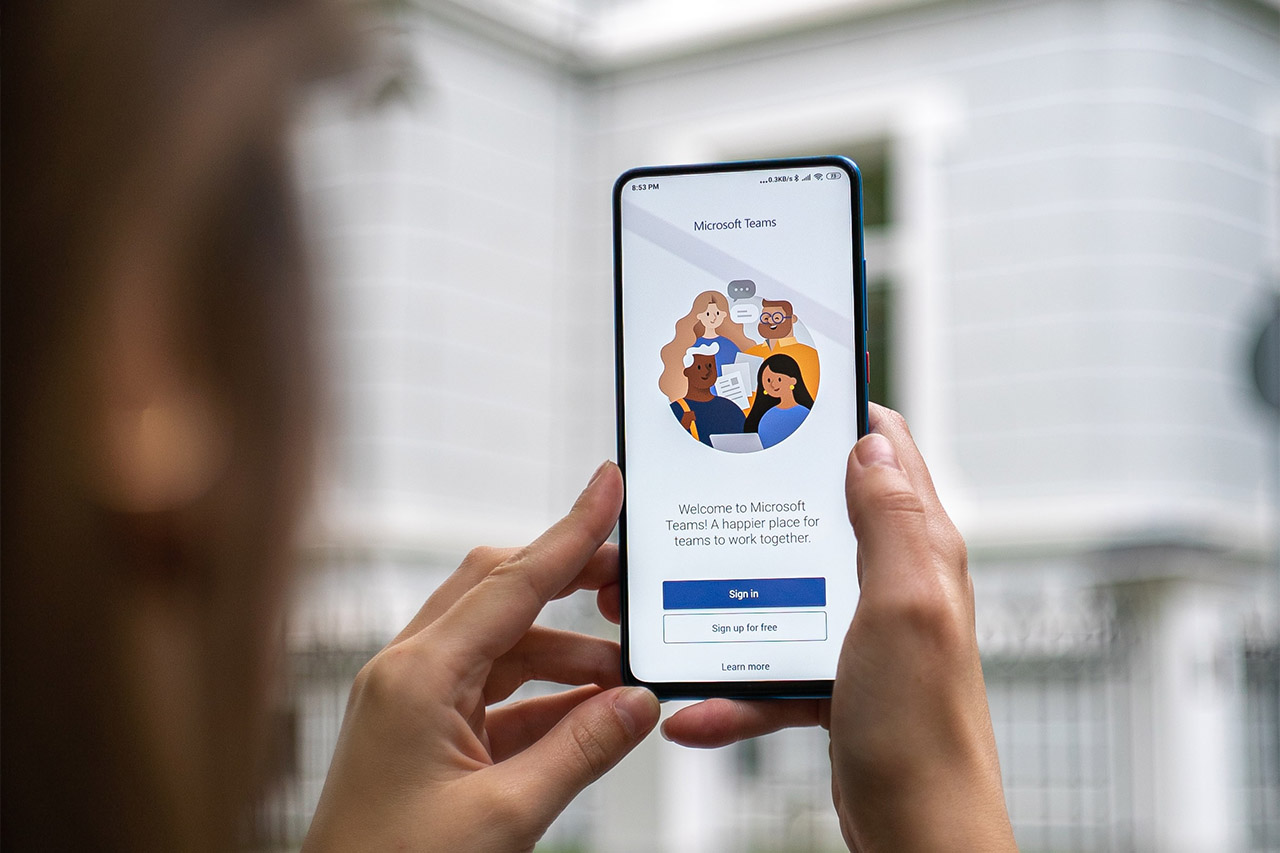 8:53 PM
...0.3KB/s
Microsoft Teams
Welcome to Microsoft
Teams! A happier place for
teams to work together.
Sign in
Sign up for free
Learn more